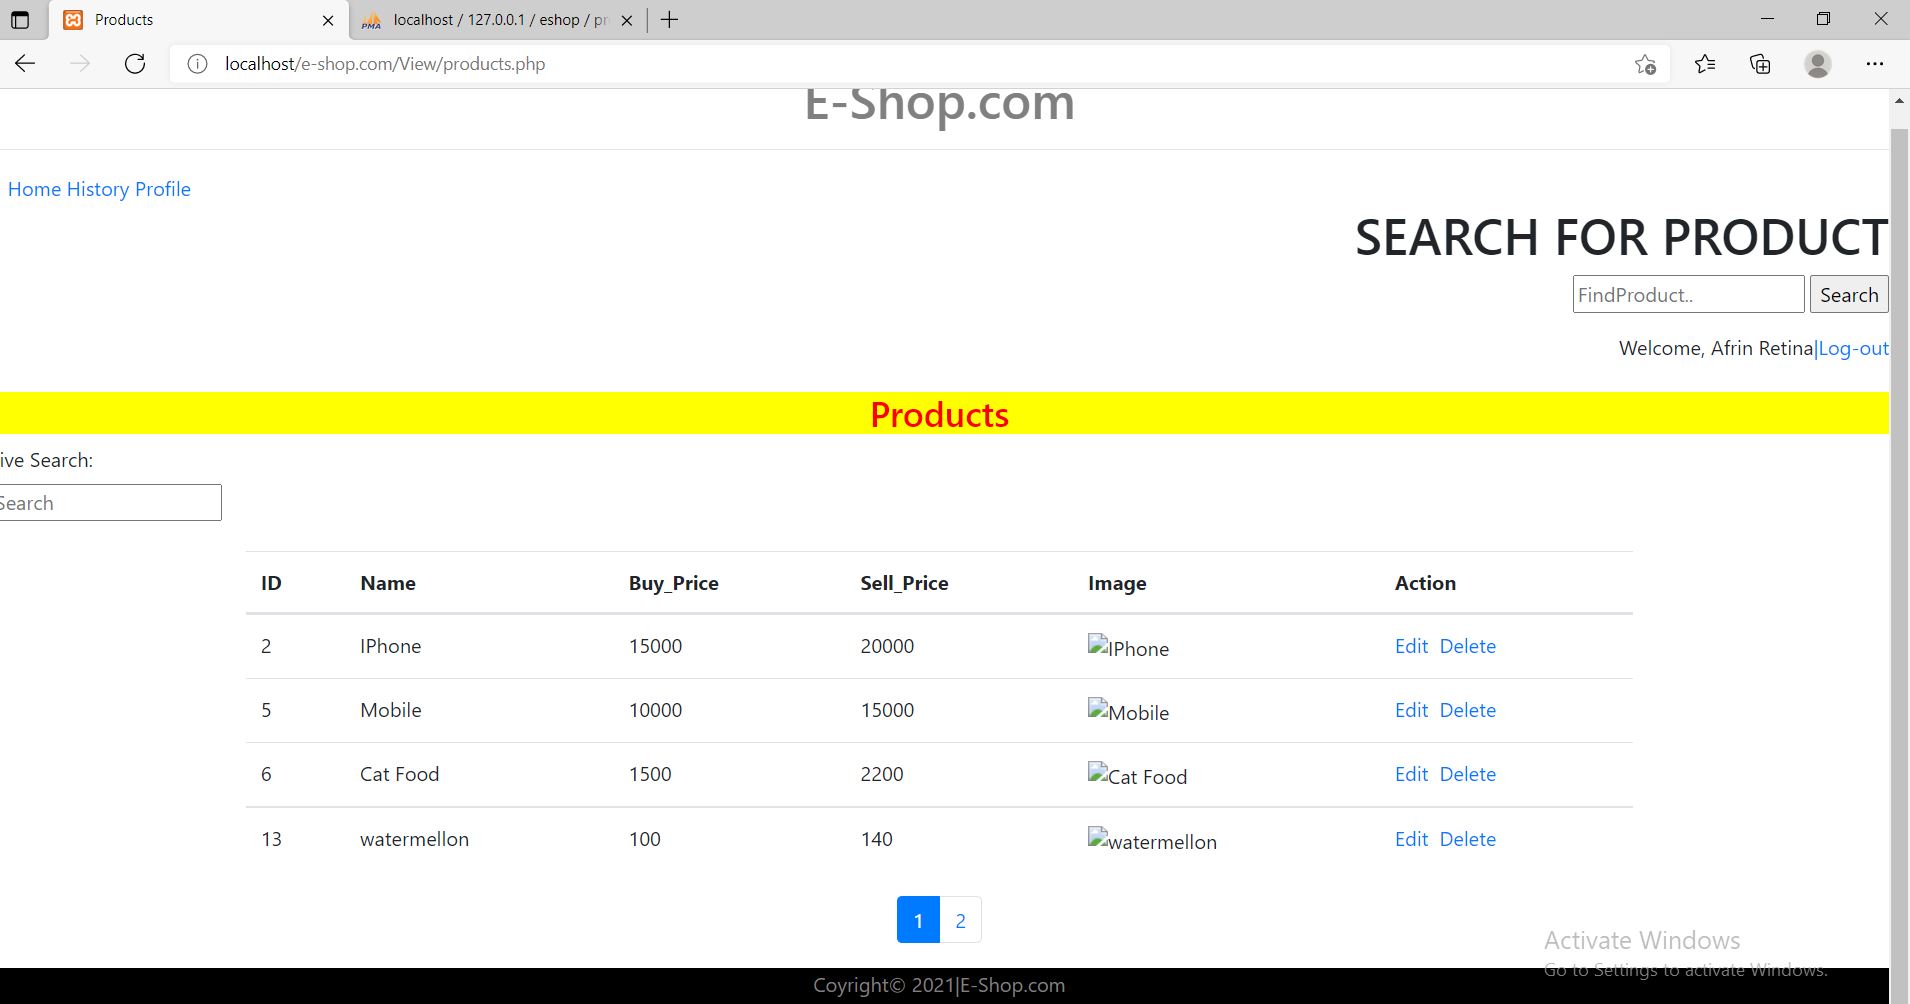 Products
localhost / 127.0.0.1 / eshop / pr
localhost/e-shop.com/View/products.php
E-Shop.com
Home History Profile
SEARCH FOR PRODUCT
FindProduct.. Search
Welcome, Afrin Retina|Log-out
Products
ive Search:
Search
ID Name Buy_Price Sell_Price Image Action
2 IPhone 15000 20000 IPhone Edit Delete
5 Mobile 10000 15000 Mobile Edit Delete
6 Cat Food 1500 2200 Cat Food Edit Delete
13 watermellon 100 140 watermellon Edit Delete
1 2
Activate Windows
Go to Settings to activate Windows.
Coyright© 2021|E-Shop.com